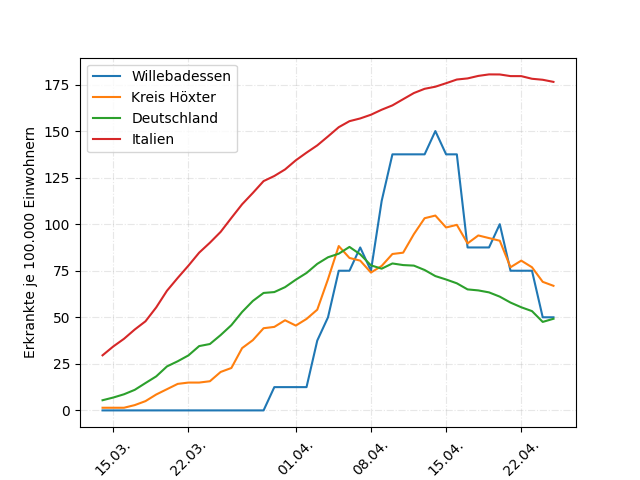 Willebadessen
Kreis Höxter
Deutschland
Italien
Erkrankte je 100.000 Einwohnern
175
150
125
100
75
50
25
0
15.03.
22.03.
01.04.
08.04.
15.04.
22.04.